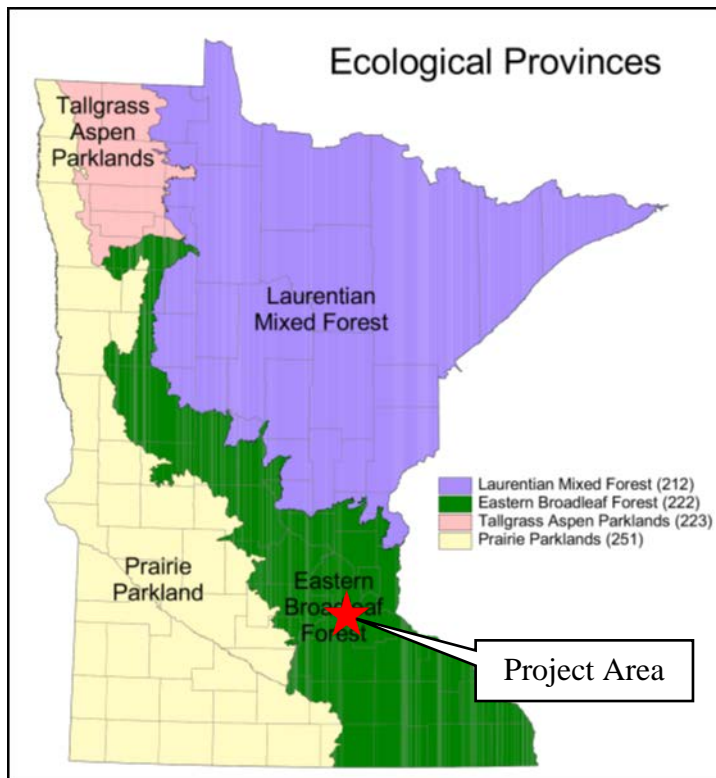 Ecological Provinces
Tallgrass
Aspen
Parklands
Laurentian
Mixed Forest
Laurentian Mixed Forest (212)
Eastern Broadleaf Forest (222)
Tallgrass Aspen Parklands (223)
Prairie Parklands (251)
Prairie
Parkland
Eastern
Broadleaf
Forest
Project Area